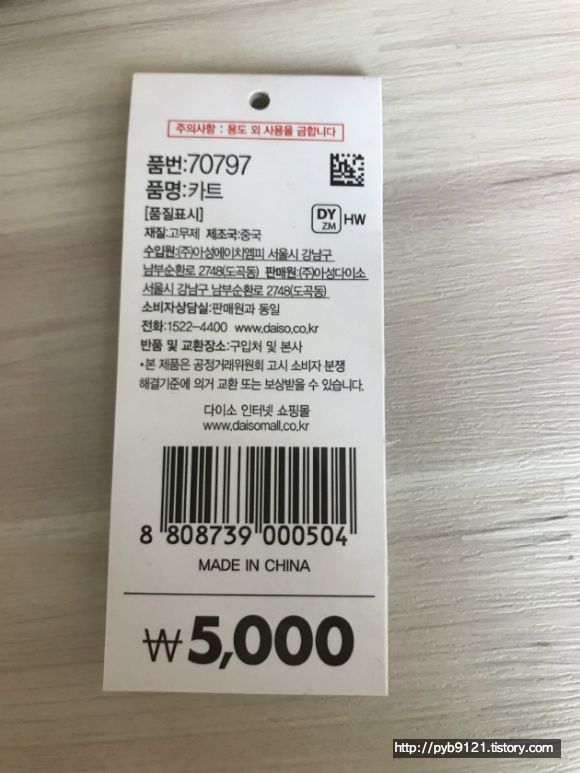 주의사항 : 용도 외 사용을 금합니다
품번:70797
품명:카트
[품질표시]
DY
ZM
HW
재질:고무제 제조국:중국
수입원:(주)아성에이치엠피 서울시 강남구
남부순환로 2748(도곡동) 판매원:(주)아성다이소
서울시 강남구 남부순환로 2748(도곡동)
소비자상담실:판매원과 동일
전화:1522-4400 www.daiso.co.kr
반품 및 교환장소:구입처 및 본사
•본 제품은 공정거래위원회 고시 소비자 분쟁
해결기준에 의거 교환 또는 보상받을 수 있습니다.
다이소 인터넷 쇼핑몰
www.daisomall.co.kr
8 808739 000504
MADE IN CHINA
₩5,000
http://pyb9121.tistory.com